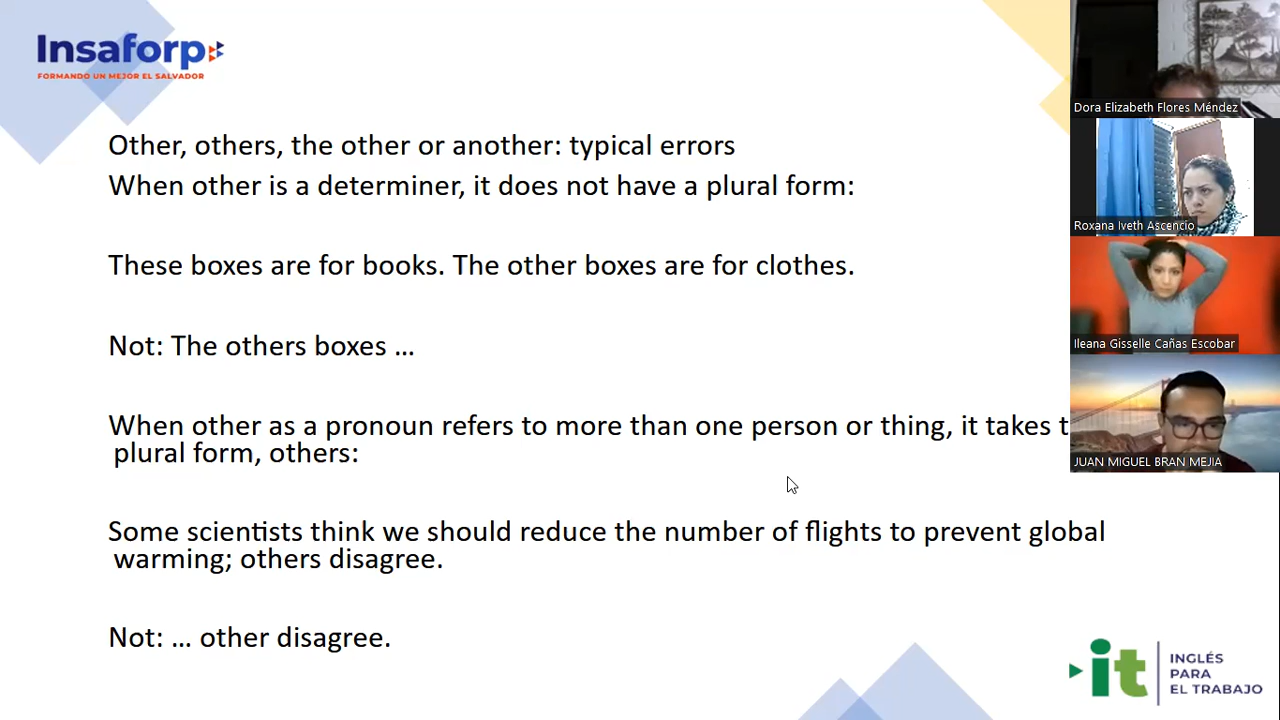 Insaforp
FORMANDO UN MEJOR EL SALVADOR
Other, others, the other or another: typical errors
When other is a determiner, it does not have a plural form:
These boxes are for books. The other boxes are for clothes.
Not: The others boxes …
When other as a pronoun refers to more than one person or thing, it takes
plural form, others:
Some scientists think we should reduce the number of flights to prevent global
warming; others disagree.
Not: … other disagree.
Dora Elizabeth Flores Méndez
Roxana Iveth Ascencio
Ileana Gisselle Cañas Escobar
JUAN MIGUEL BRAN MEJIA
it
INGLÉS
PARA
EL TRABAJO